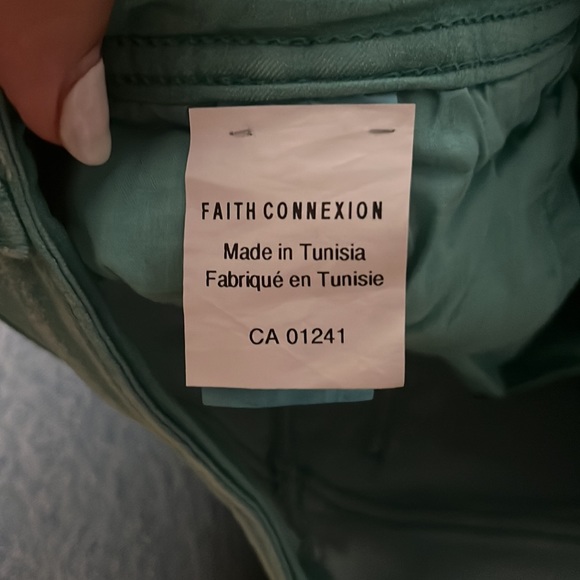 FAITH CONNEXION
Made in Tunisia
Fabriqué en Tunisie
CA 01241